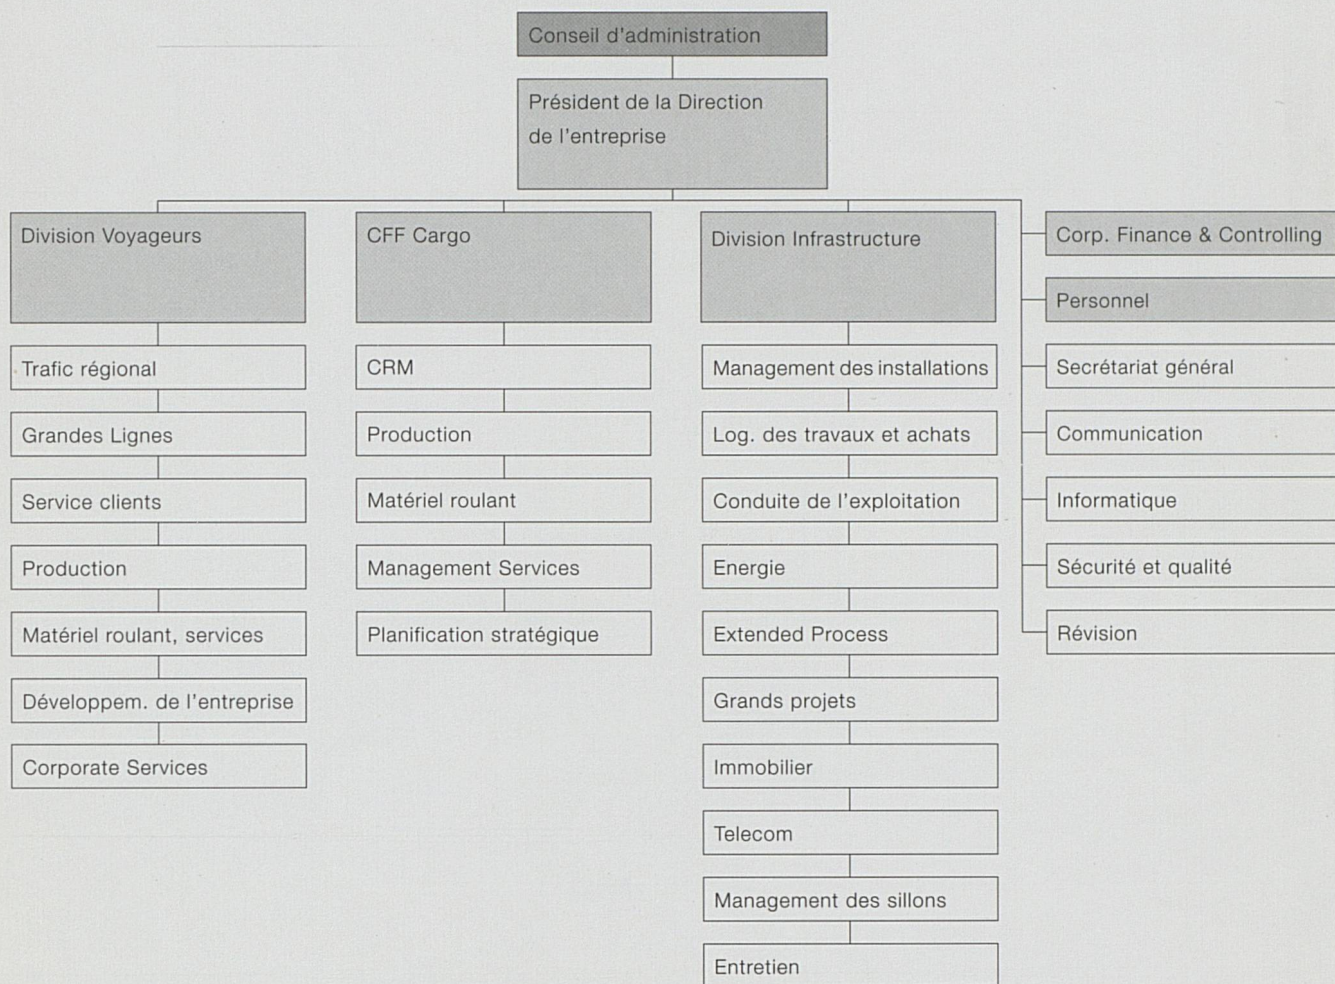 Conseil d'administration
Président de la Direction
de l'entreprise
Division Voyageurs
Trafic régional
Grandes Lignes
Service clients
Production
Matériel roulant, services
Développem. de l'entreprise
Corporate Services
CFF Cargo
CRM
Production
Matériel roulant
Management Services
Planification stratégique
Division Infrastructure
Management des installations
Log. des travaux et achats
Conduite de l'exploitation
Energie
Extended Process
Grands projets
Immobilier
Telecom
Management des sillons
Entretien
Corp. Finance & Controlling
Personnel
Secrétariat général
Communication
Informatique
Sécurité et qualité
Révision